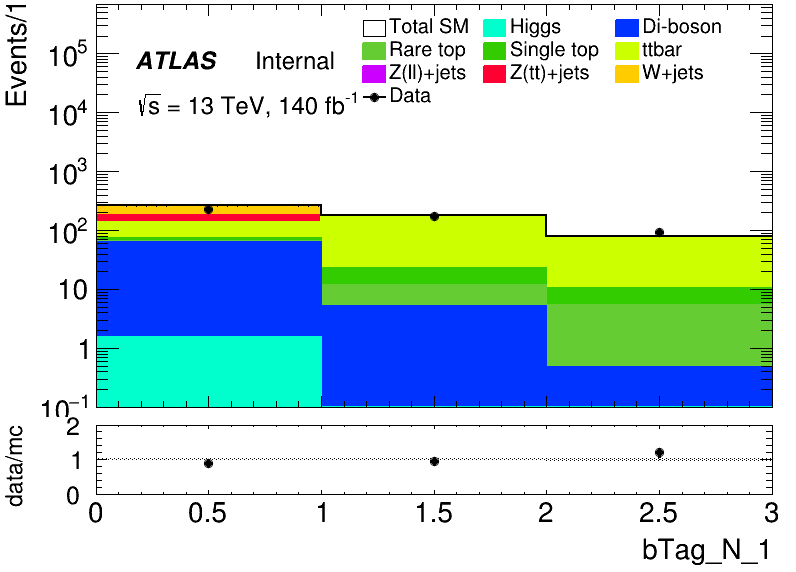 Events/1
ATLAS Internal
√s = 13 TeV, 140 fb⁻¹
Total SM Higgs Di-boson
Rare top Single top ttbar
Z(ll)+jets Z(tt)+jets W+jets
Data
10⁵
10⁴
10³
10²
10
1
10⁻¹
data/mc
2
1
0
0 0.5 1 1.5 2 2.5 3
bTag_N_1